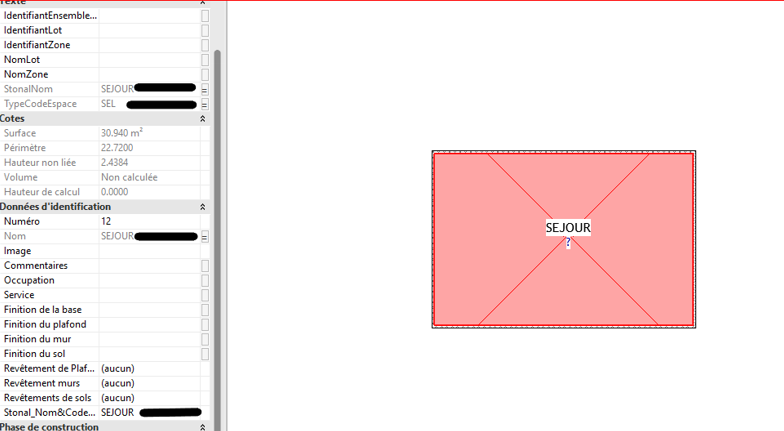 Texte
IdentifiantEnsemble...
IdentifiantLot
IdentifiantZone
NomLot
NomZone
StonalNom SEJOUR =
TypeCodeEspace SEL =
Cotes
Surface 30.940 m²
Périmètre 22.7200
Hauteur non liée 2.4384
Volume Non calculée
Hauteur de calcul 0.0000
Données d'identification
Numéro 12
Nom SEJOUR =
Image
Commentaires
Occupation
Service
Finition de la base
Finition du plafond
Finition du mur
Finition du sol
Revêtement de Plaf... (aucun)
Revêtement murs (aucun)
Revêtements de sols (aucun)
Stonal_Nom&Code... SEJOUR
Phase de construction
SEJOUR
?